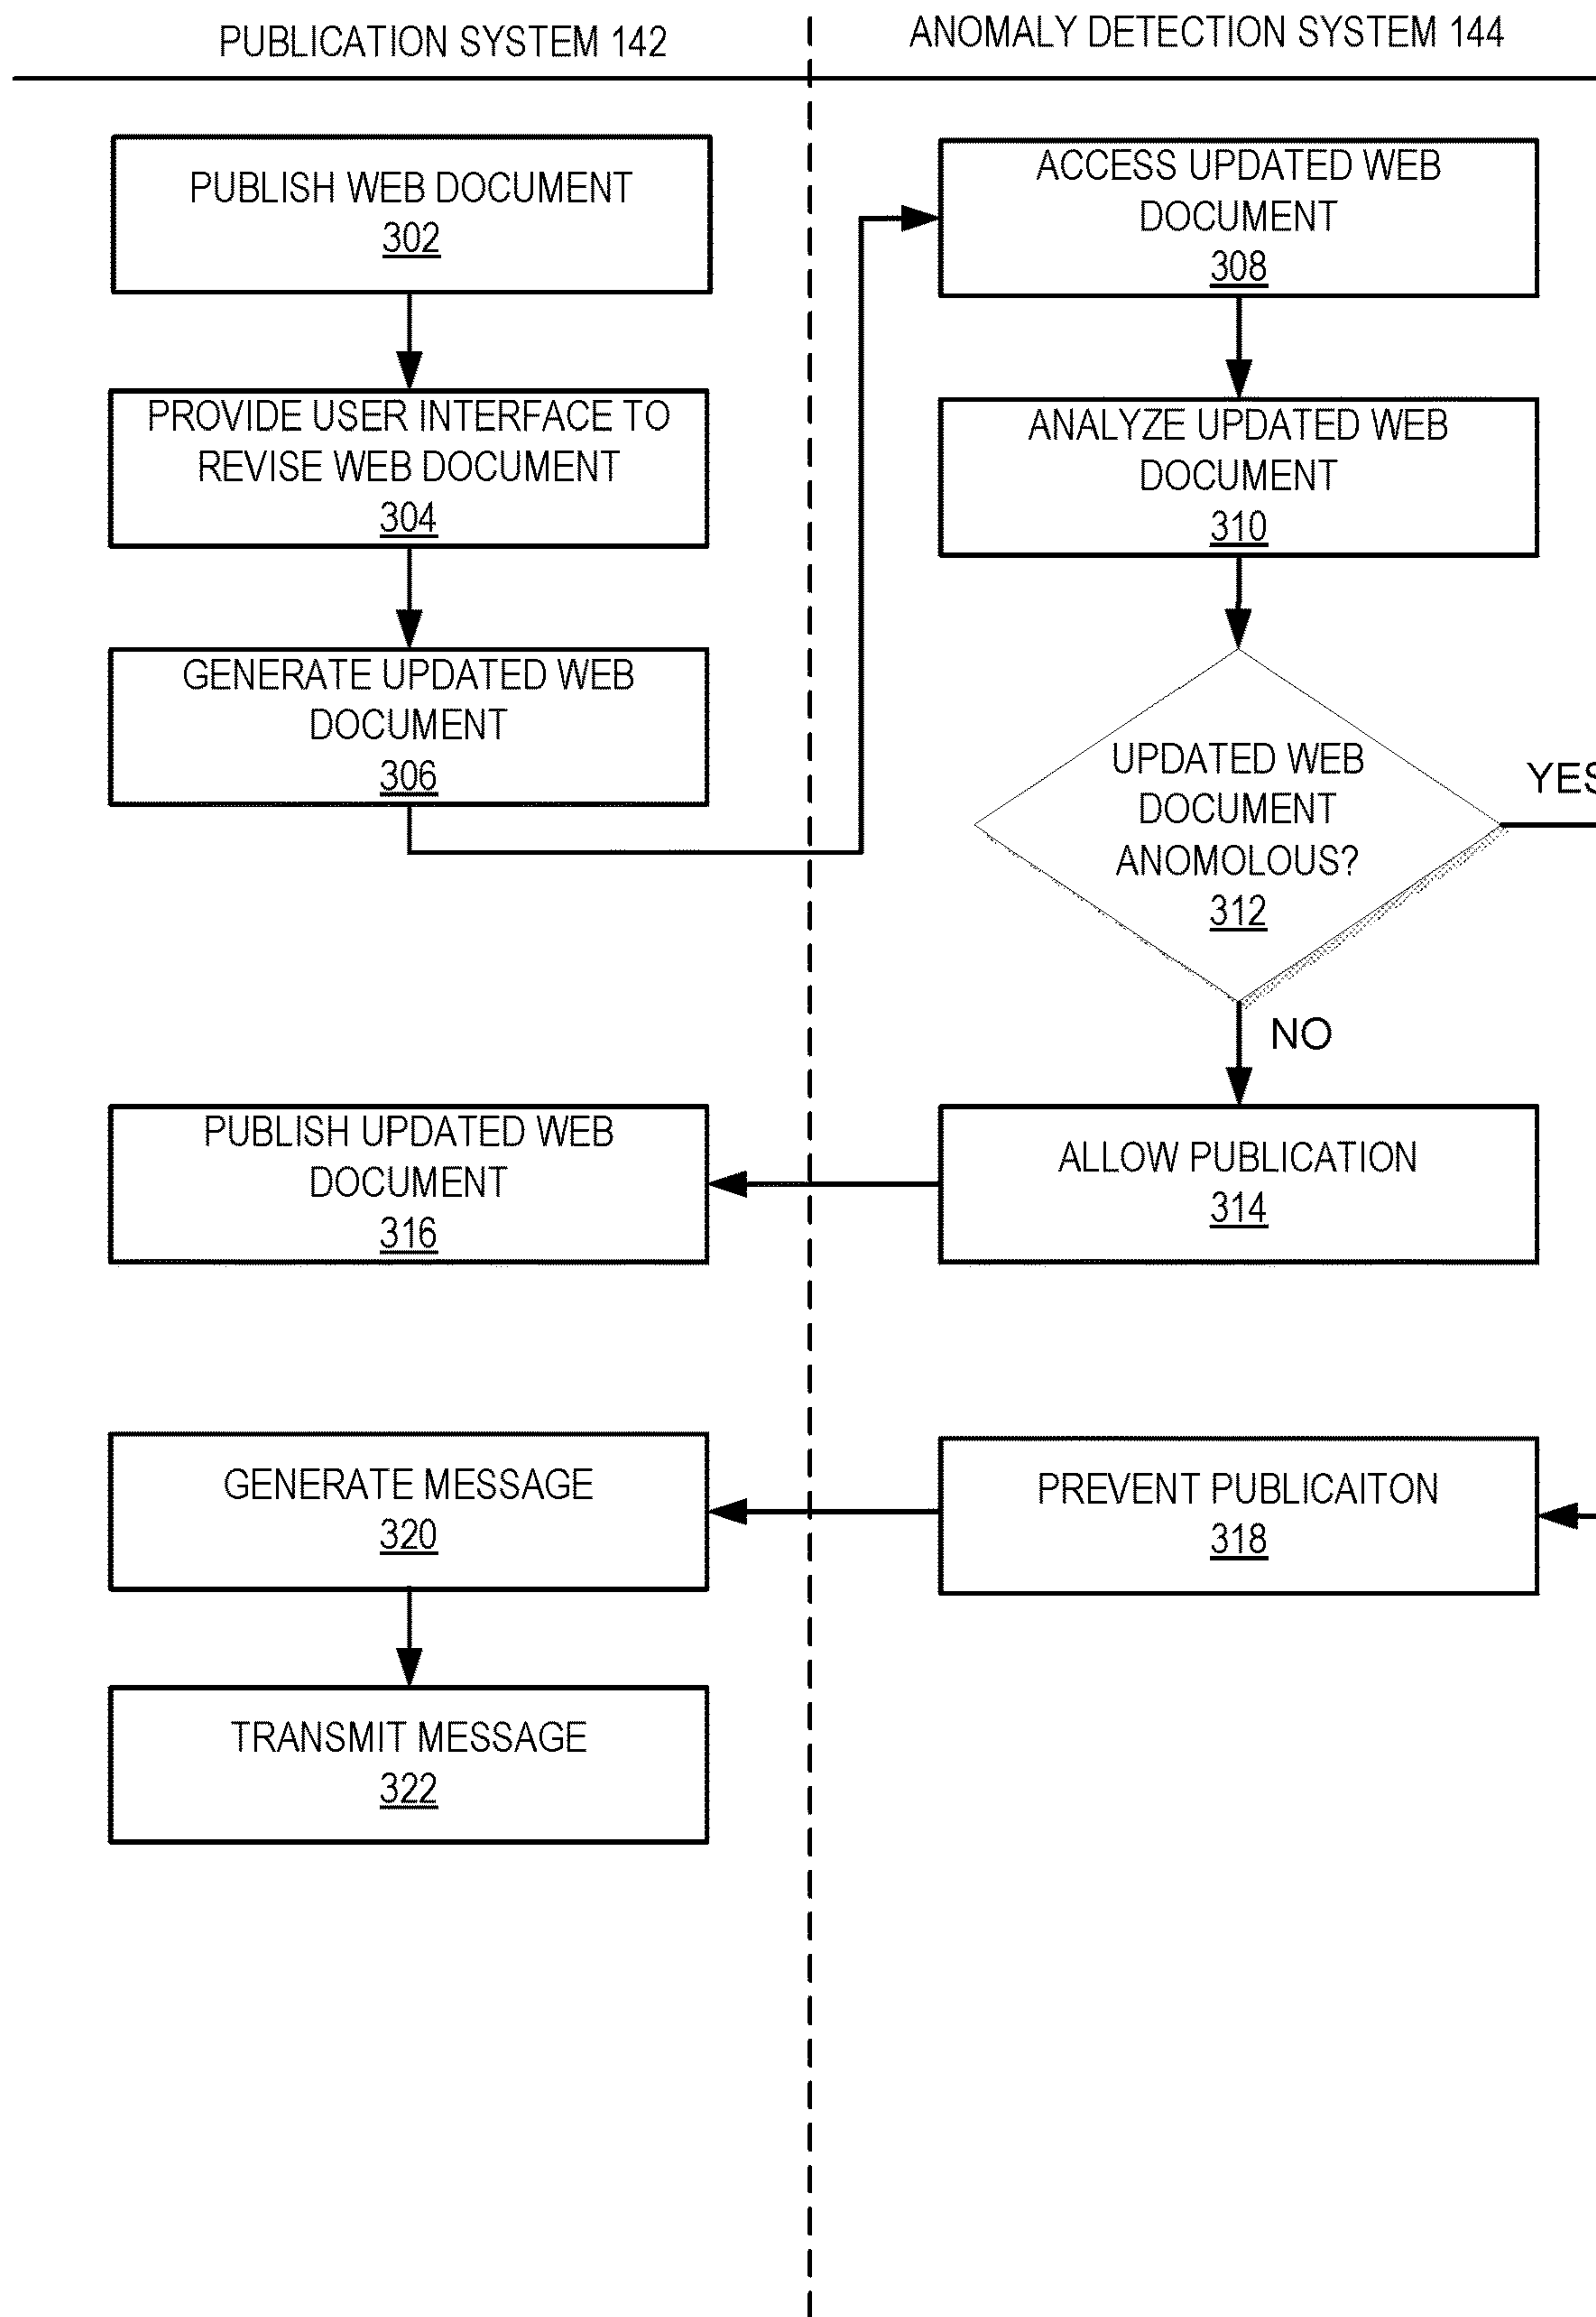 PUBLICATION SYSTEM 142
ANOMALY DETECTION SYSTEM 144
PUBLISH WEB DOCUMENT
302
PROVIDE USER INTERFACE TO
REVISE WEB DOCUMENT
304
GENERATE UPDATED WEB
DOCUMENT
306
ACCESS UPDATED WEB
DOCUMENT
308
ANALYZE UPDATED WEB
DOCUMENT
310
UPDATED WEB
DOCUMENT
ANOMOLOUS?
312
YES
NO
ALLOW PUBLICATION
314
PUBLISH UPDATED WEB
DOCUMENT
316
PREVENT PUBLICAITON
318
GENERATE MESSAGE
320
TRANSMIT MESSAGE
322